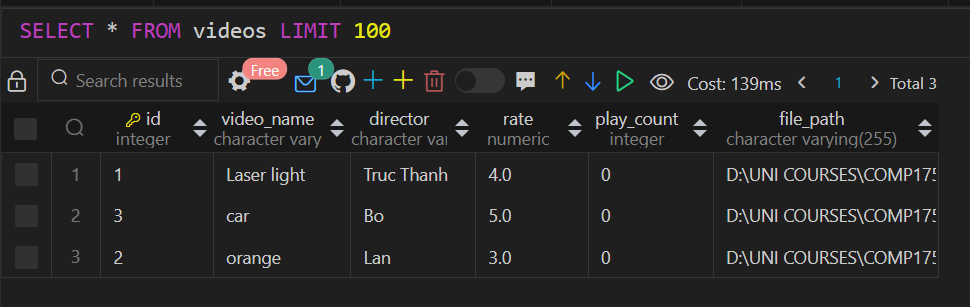 SELECT * FROM videos LIMIT 100
Search results Free 1 Cost: 139ms 1 Total 3
id video_name director rate play_count file_path
integer character vary character vai numeric integer character varying(255)
1 1 Laser light Truc Thanh 4.0 0 D:\UNI COURSES\COMP175
2 3 car Bo 5.0 0 D:\UNI COURSES\COMP175
3 2 orange Lan 3.0 0 D:\UNI COURSES\COMP175